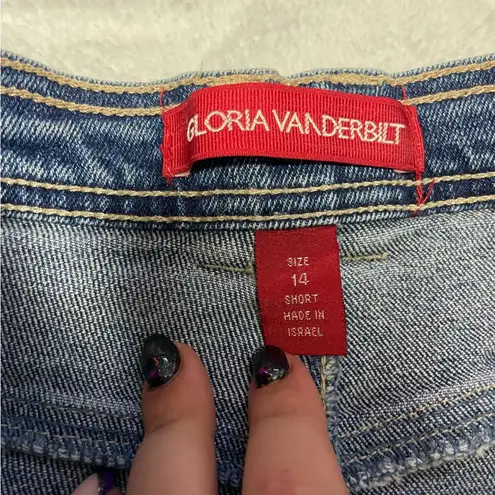 GLORIA VANDERBILT
SIZE
14
SHORT
MADE IN
ISRAEL